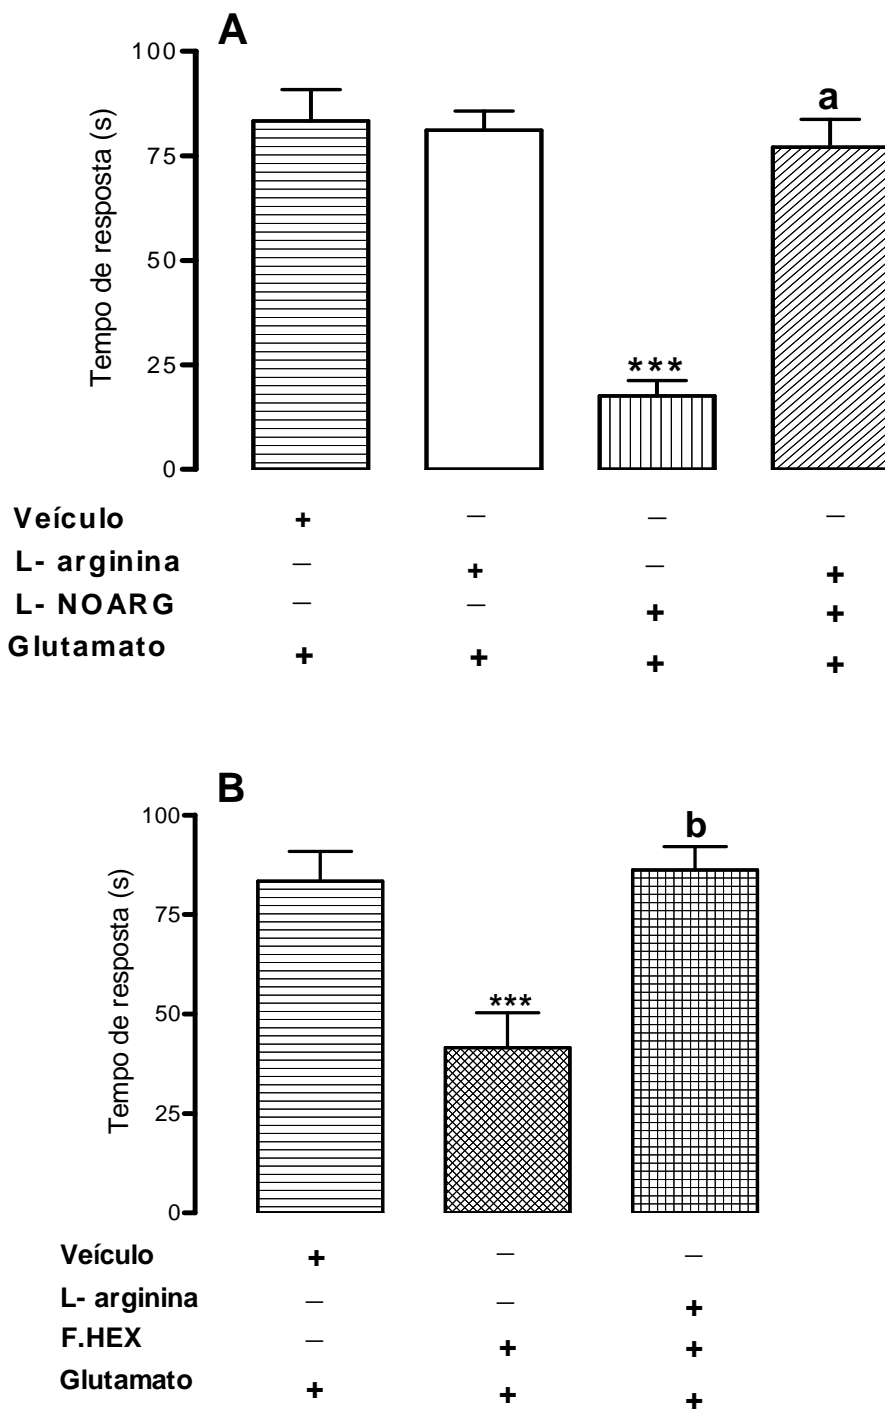 A
100
a
75
50
Tempo de resposta (s)
25
***
0
Veículo + – – –
L- arginina – + – +
L- NOARG – – + +
Glutamato + + + +
B
100
b
75
50
***
Tempo de resposta (s)
25
0
Veículo + – –
L- arginina – – +
F.HEX – + +
Glutamato + + +